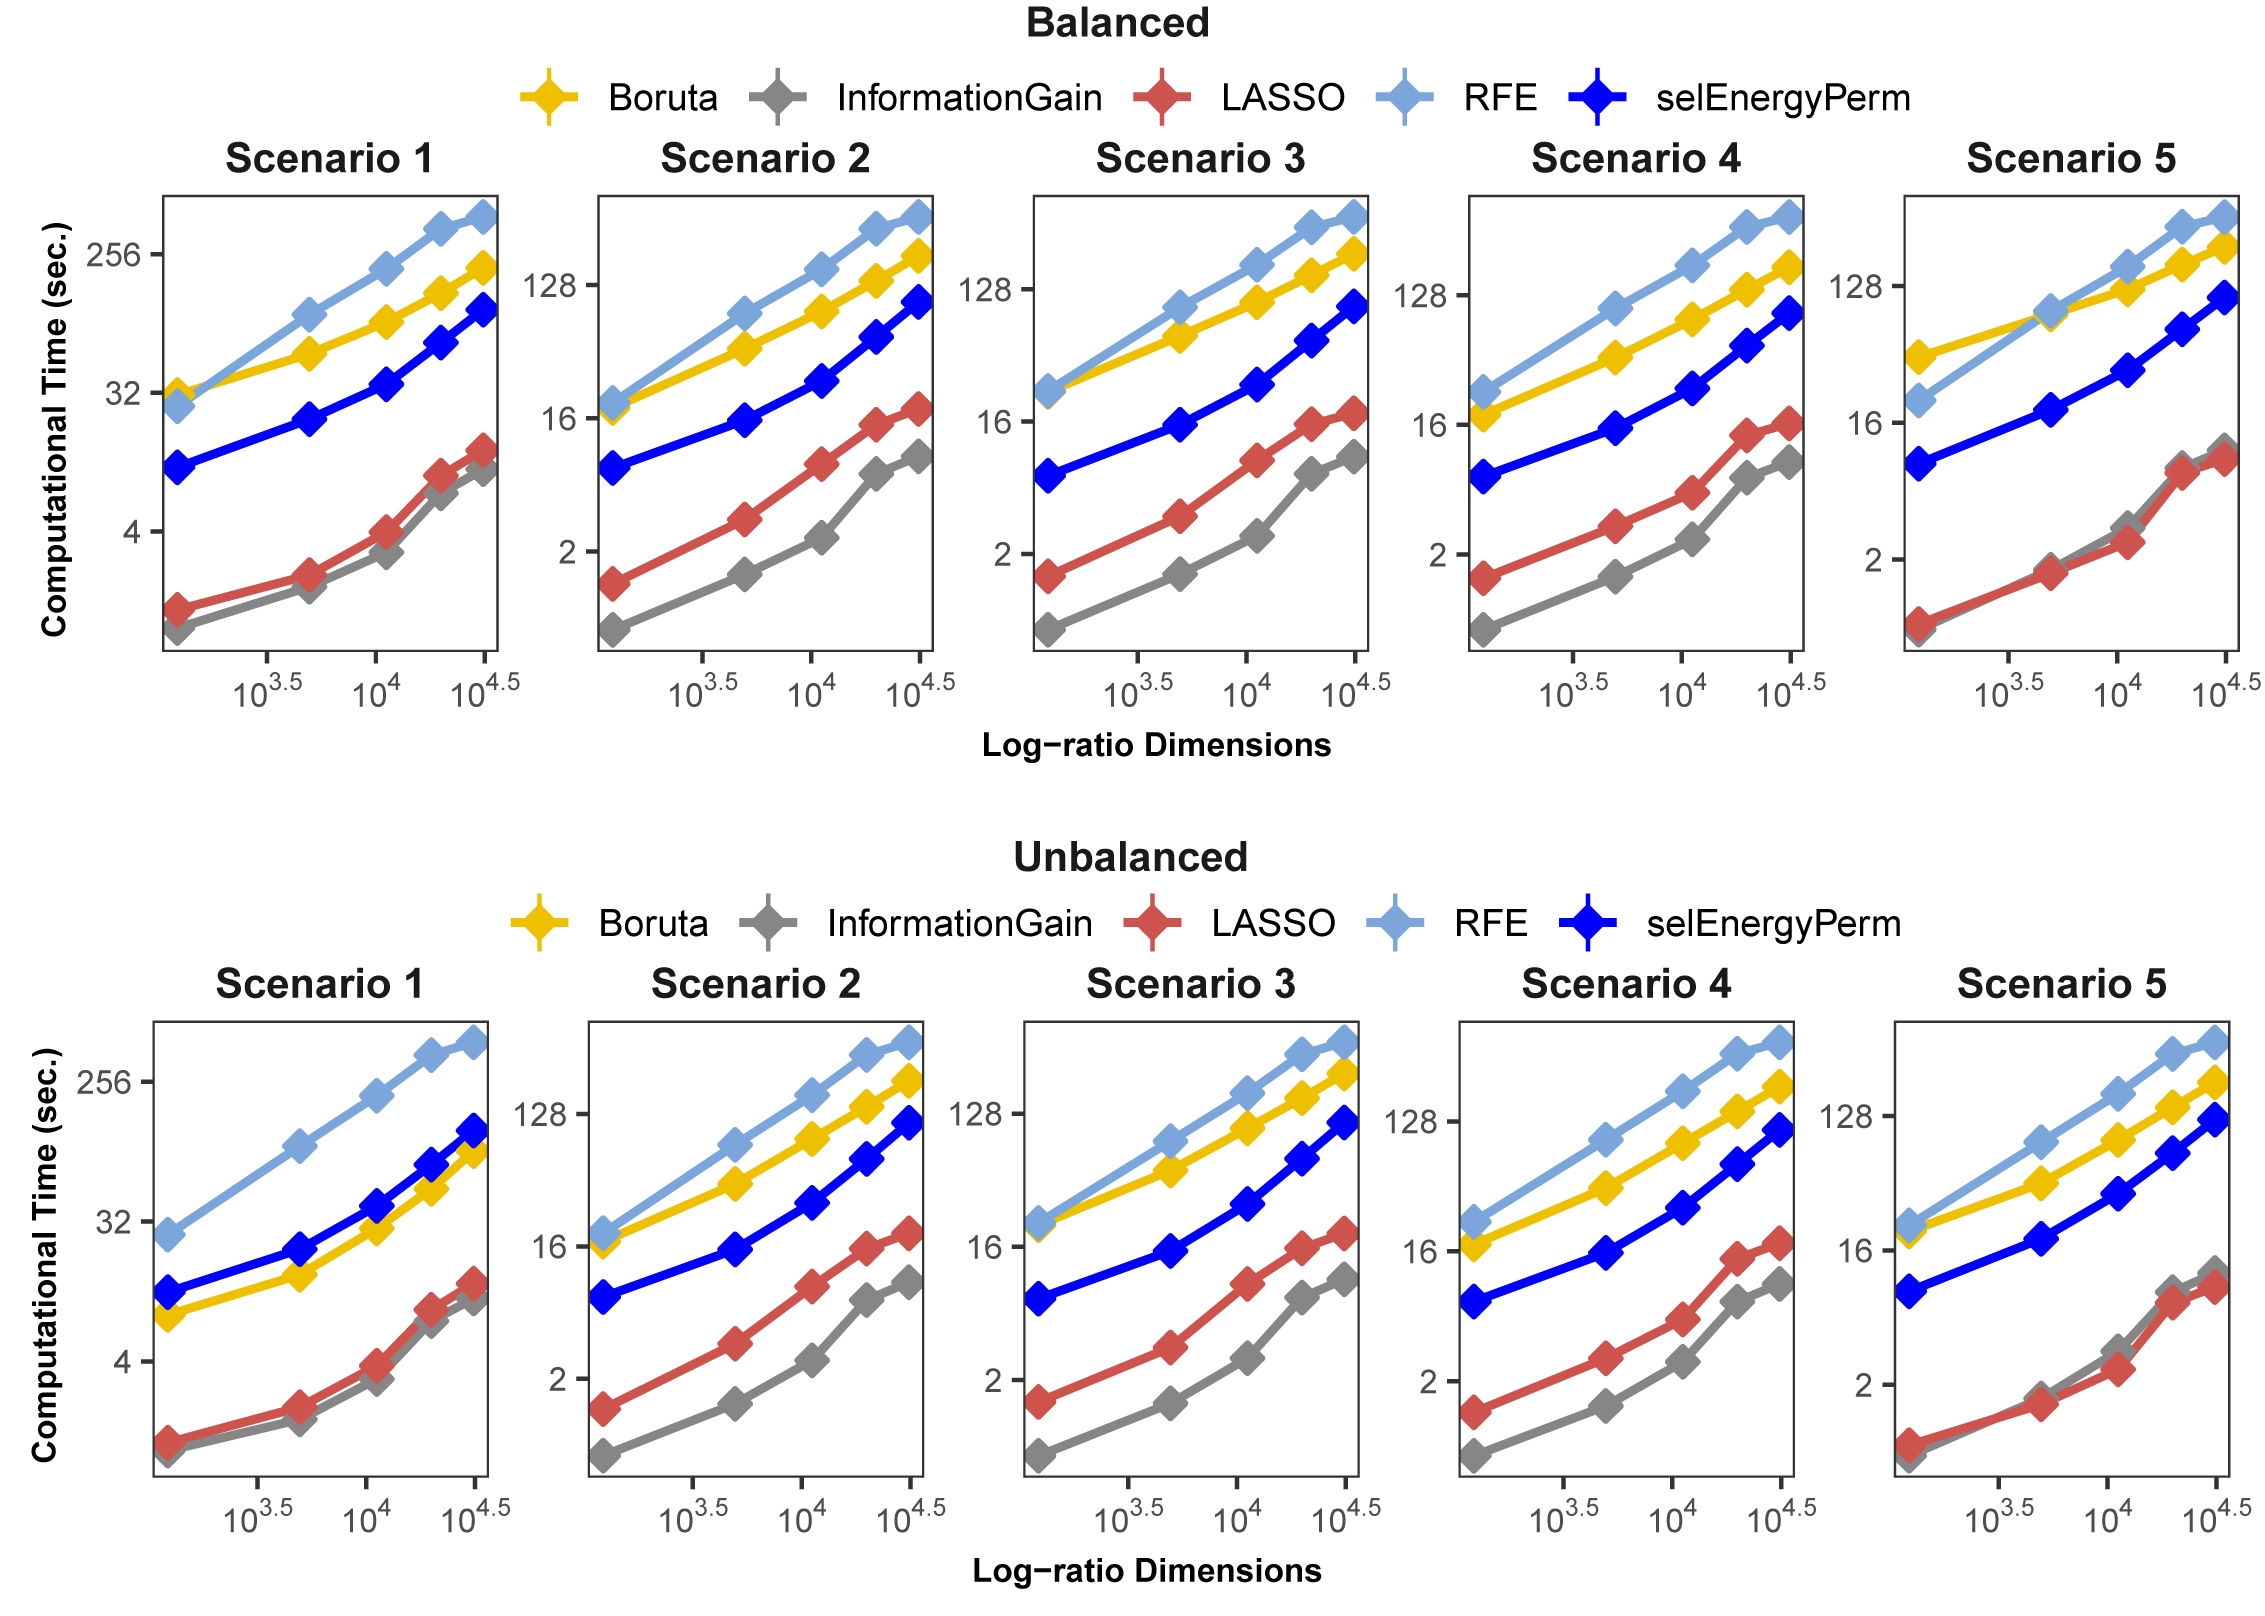 Balanced
Boruta InformationGain LASSO RFE selEnergyPerm
Scenario 1 Scenario 2 Scenario 3 Scenario 4 Scenario 5
Computational Time (sec.)
256
32
4
128
16
2
128
16
2
128
16
2
128
16
2
10^3.5 10^4 10^4.5 10^3.5 10^4 10^4.5 10^3.5 10^4 10^4.5 10^3.5 10^4 10^4.5 10^3.5 10^4 10^4.5
Log−ratio Dimensions
Unbalanced
Boruta InformationGain LASSO RFE selEnergyPerm
Scenario 1 Scenario 2 Scenario 3 Scenario 4 Scenario 5
Computational Time (sec.)
256
32
4
128
16
2
128
16
2
128
16
2
128
16
2
10^3.5 10^4 10^4.5 10^3.5 10^4 10^4.5 10^3.5 10^4 10^4.5 10^3.5 10^4 10^4.5 10^3.5 10^4 10^4.5
Log−ratio Dimensions